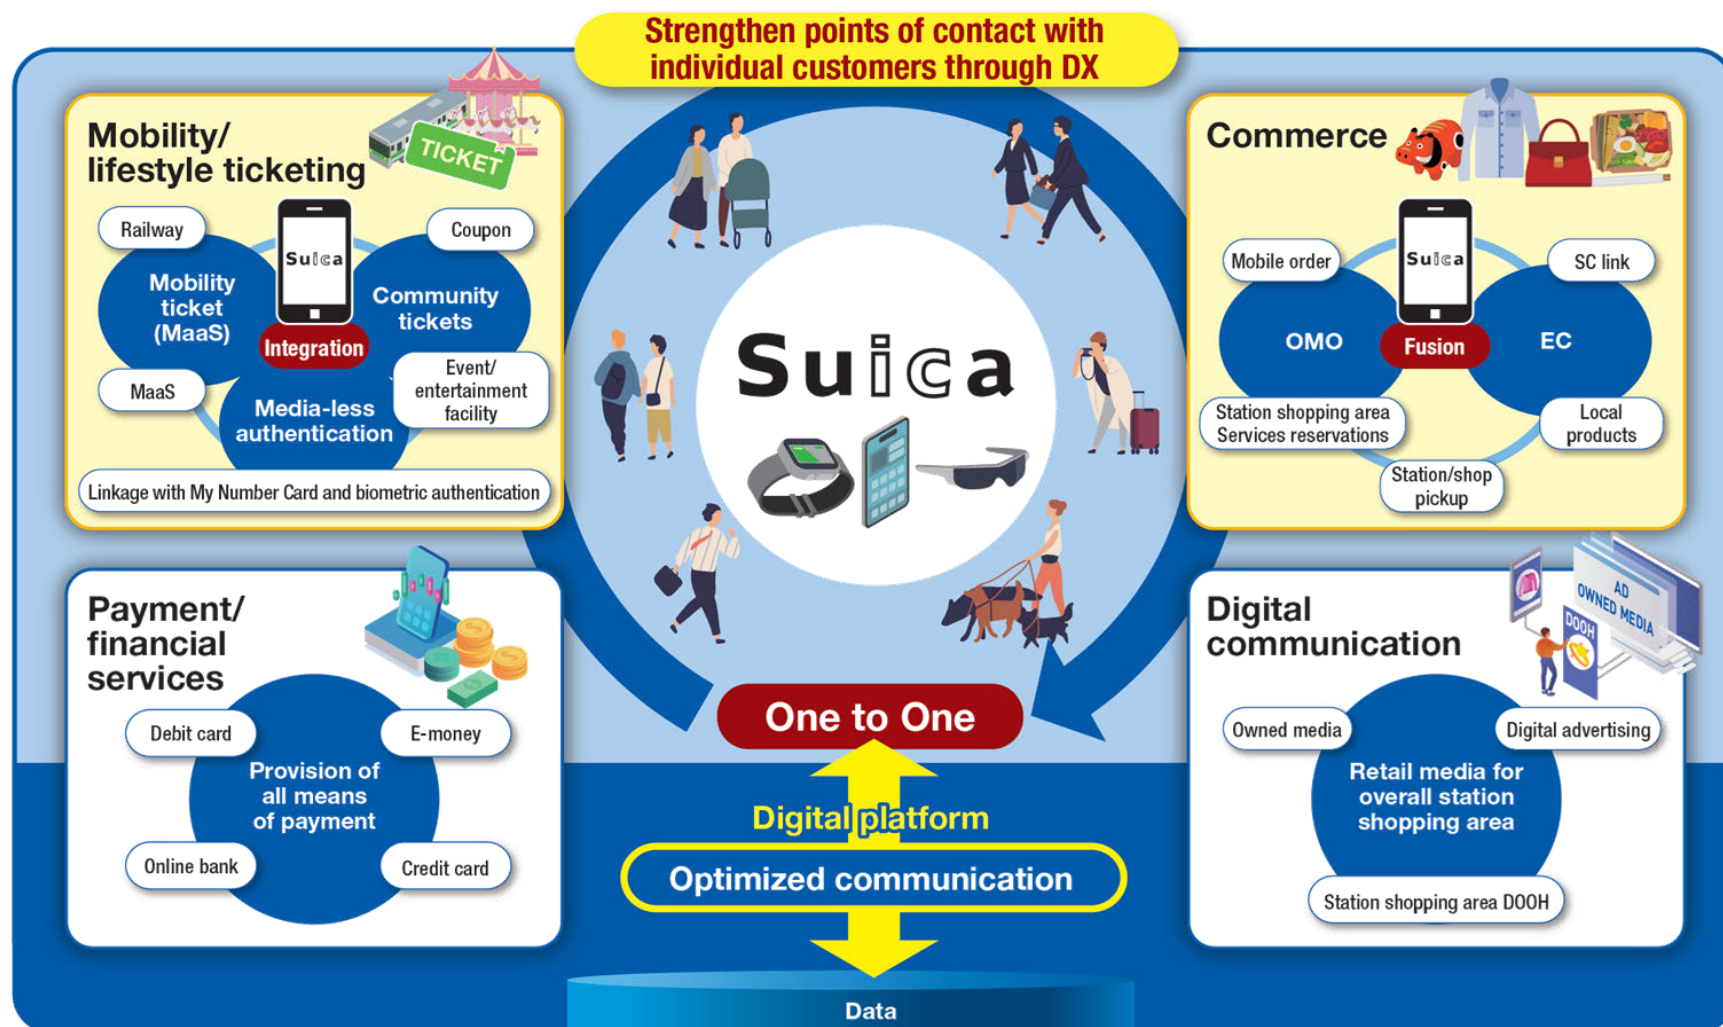 Strengthen points of contact with
individual customers through DX
Mobility/
lifestyle ticketing
TICKET
Railway
Coupon
Suica
Mobility
ticket
(MaaS)
Community
tickets
Integration
MaaS
Event/
entertainment
facility
Media-less
authentication
Linkage with My Number Card and biometric authentication
Commerce
Mobile order
SC link
Suica
OMO
Fusion
EC
Station shopping area
Services reservations
Local
products
Station/shop
pickup
Suica
Payment/
financial
services
Debit card
E-money
Provision of
all means
of payment
Online bank
Credit card
One to One
Digital platform
Optimized communication
Data
Digital
communication
AD
OWNED MEDIA
DOOH
Owned media
Digital advertising
Retail media for
overall station
shopping area
Station shopping area DOOH